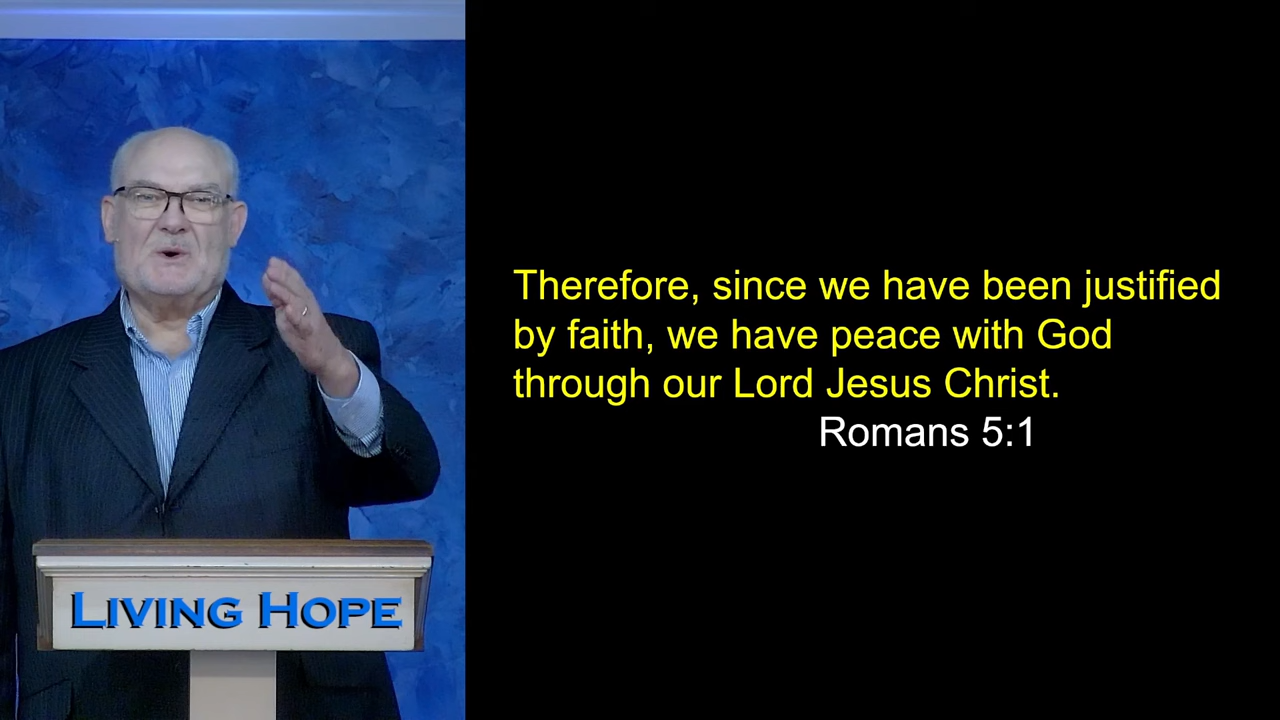 Therefore, since we have been justified
by faith, we have peace with God
through our Lord Jesus Christ.
Romans 5:1
LIVING HOPE